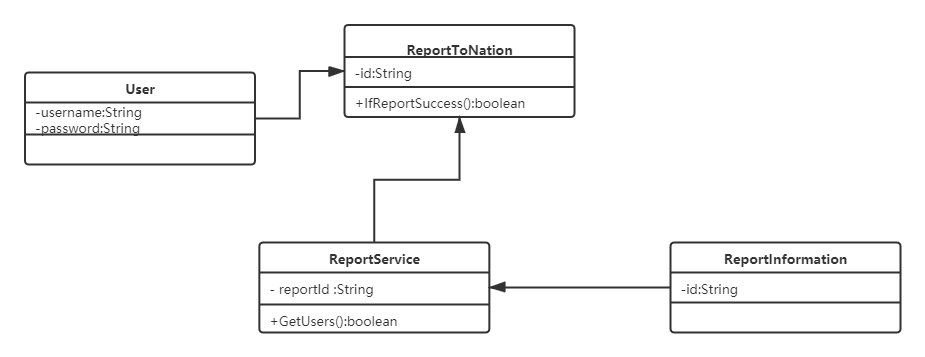 ReportToNation
-id:String
+IfReportSuccess():boolean
User
-username:String
-password:String
ReportService
- reportId :String
+GetUsers():boolean
ReportInformation
-id:String